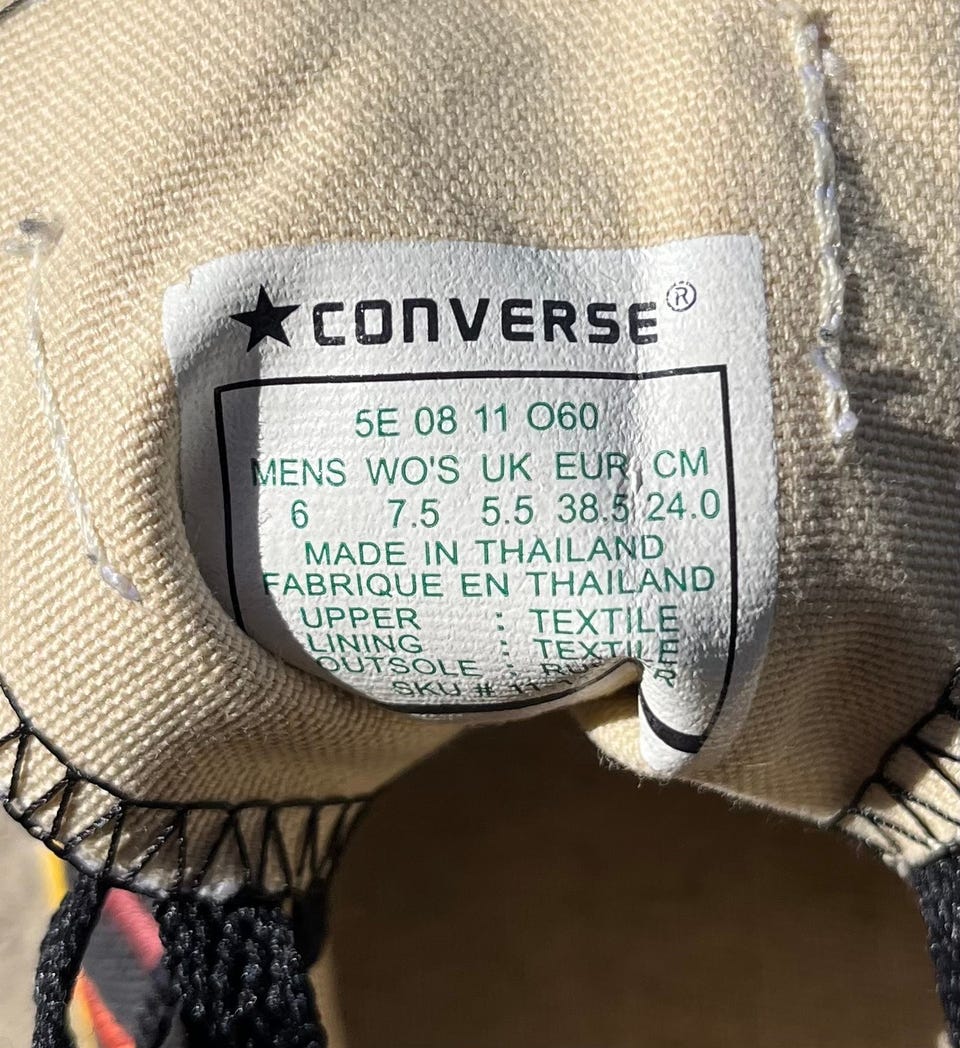 ★CONVERSE®
5E 08 11 O60
MENS WO'S UK EUR CM
6 7.5 5.5 38.5 24.0
MADE IN THAILAND
FABRIQUE EN THAILAND
UPPER : TEXTILE
LINING : TEXTILE
OUTSOLE :
SKU #